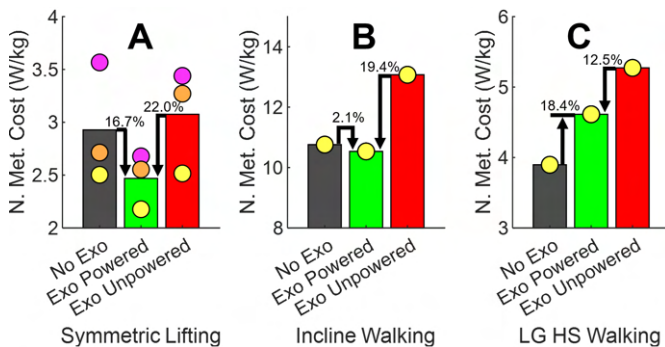 A
N. Met. Cost (W/kg)
4
3.5
3
2.5
2
16.7%
22.0%
No Exo
Exo Powered
Exo Unpowered
Symmetric Lifting
B
N. Met. Cost (W/kg)
14
12
10
8
2.1%
19.4%
No Exo
Exo Powered
Exo Unpowered
Incline Walking
C
N. Met. Cost (W/kg)
6
5
4
3
18.4%
12.5%
No Exo
Exo Powered
Exo Unpowered
LG HS Walking